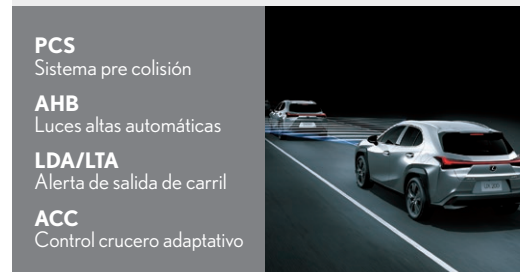 PCS
Sistema pre colisión
AHB
Luces altas automáticas
LDA/LTA
Alerta de salida de carril
ACC
Control crucero adaptativo